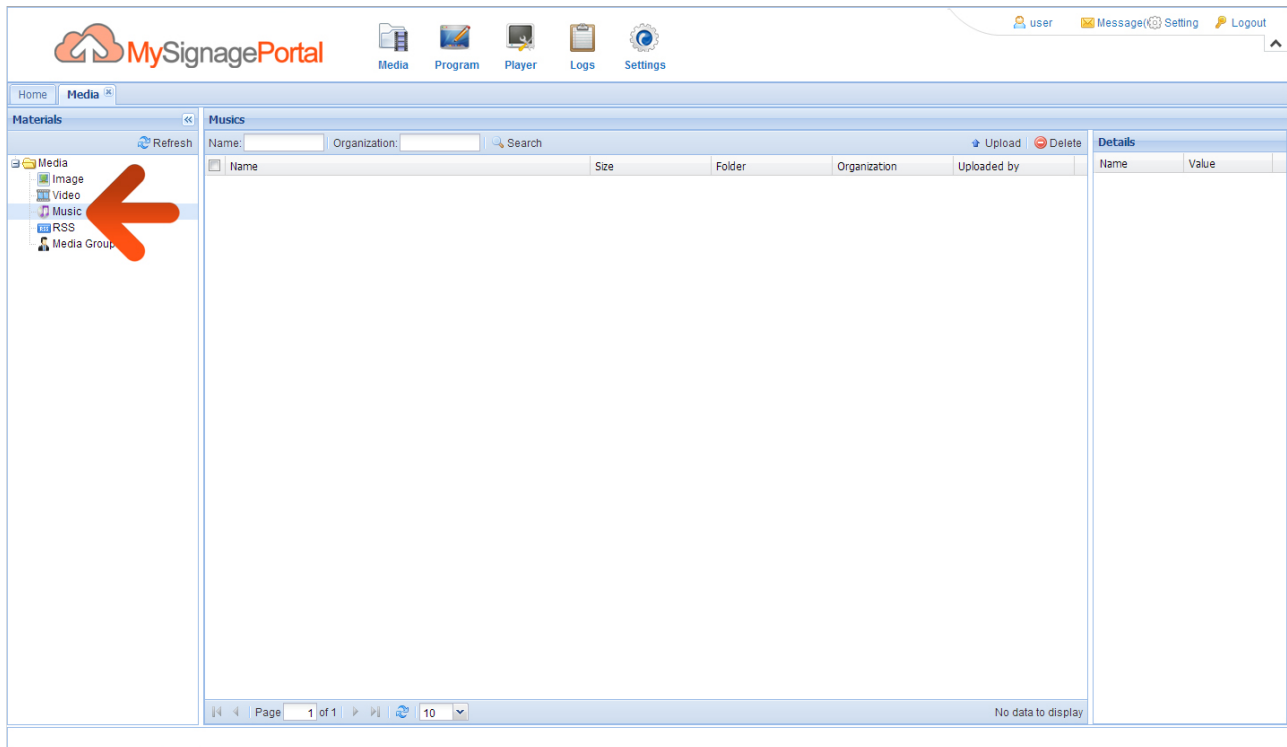 user Message( Setting Logout
MySignagePortal
Media Program Player Logs Settings
Home Media
Materials
Refresh
Media
Image
Video
Music
RSS
Media Group
Musics
Name: Organization: Search Upload Delete
Name Size Folder Organization Uploaded by
Page 1 of 1 10 No data to display
Details
Name Value